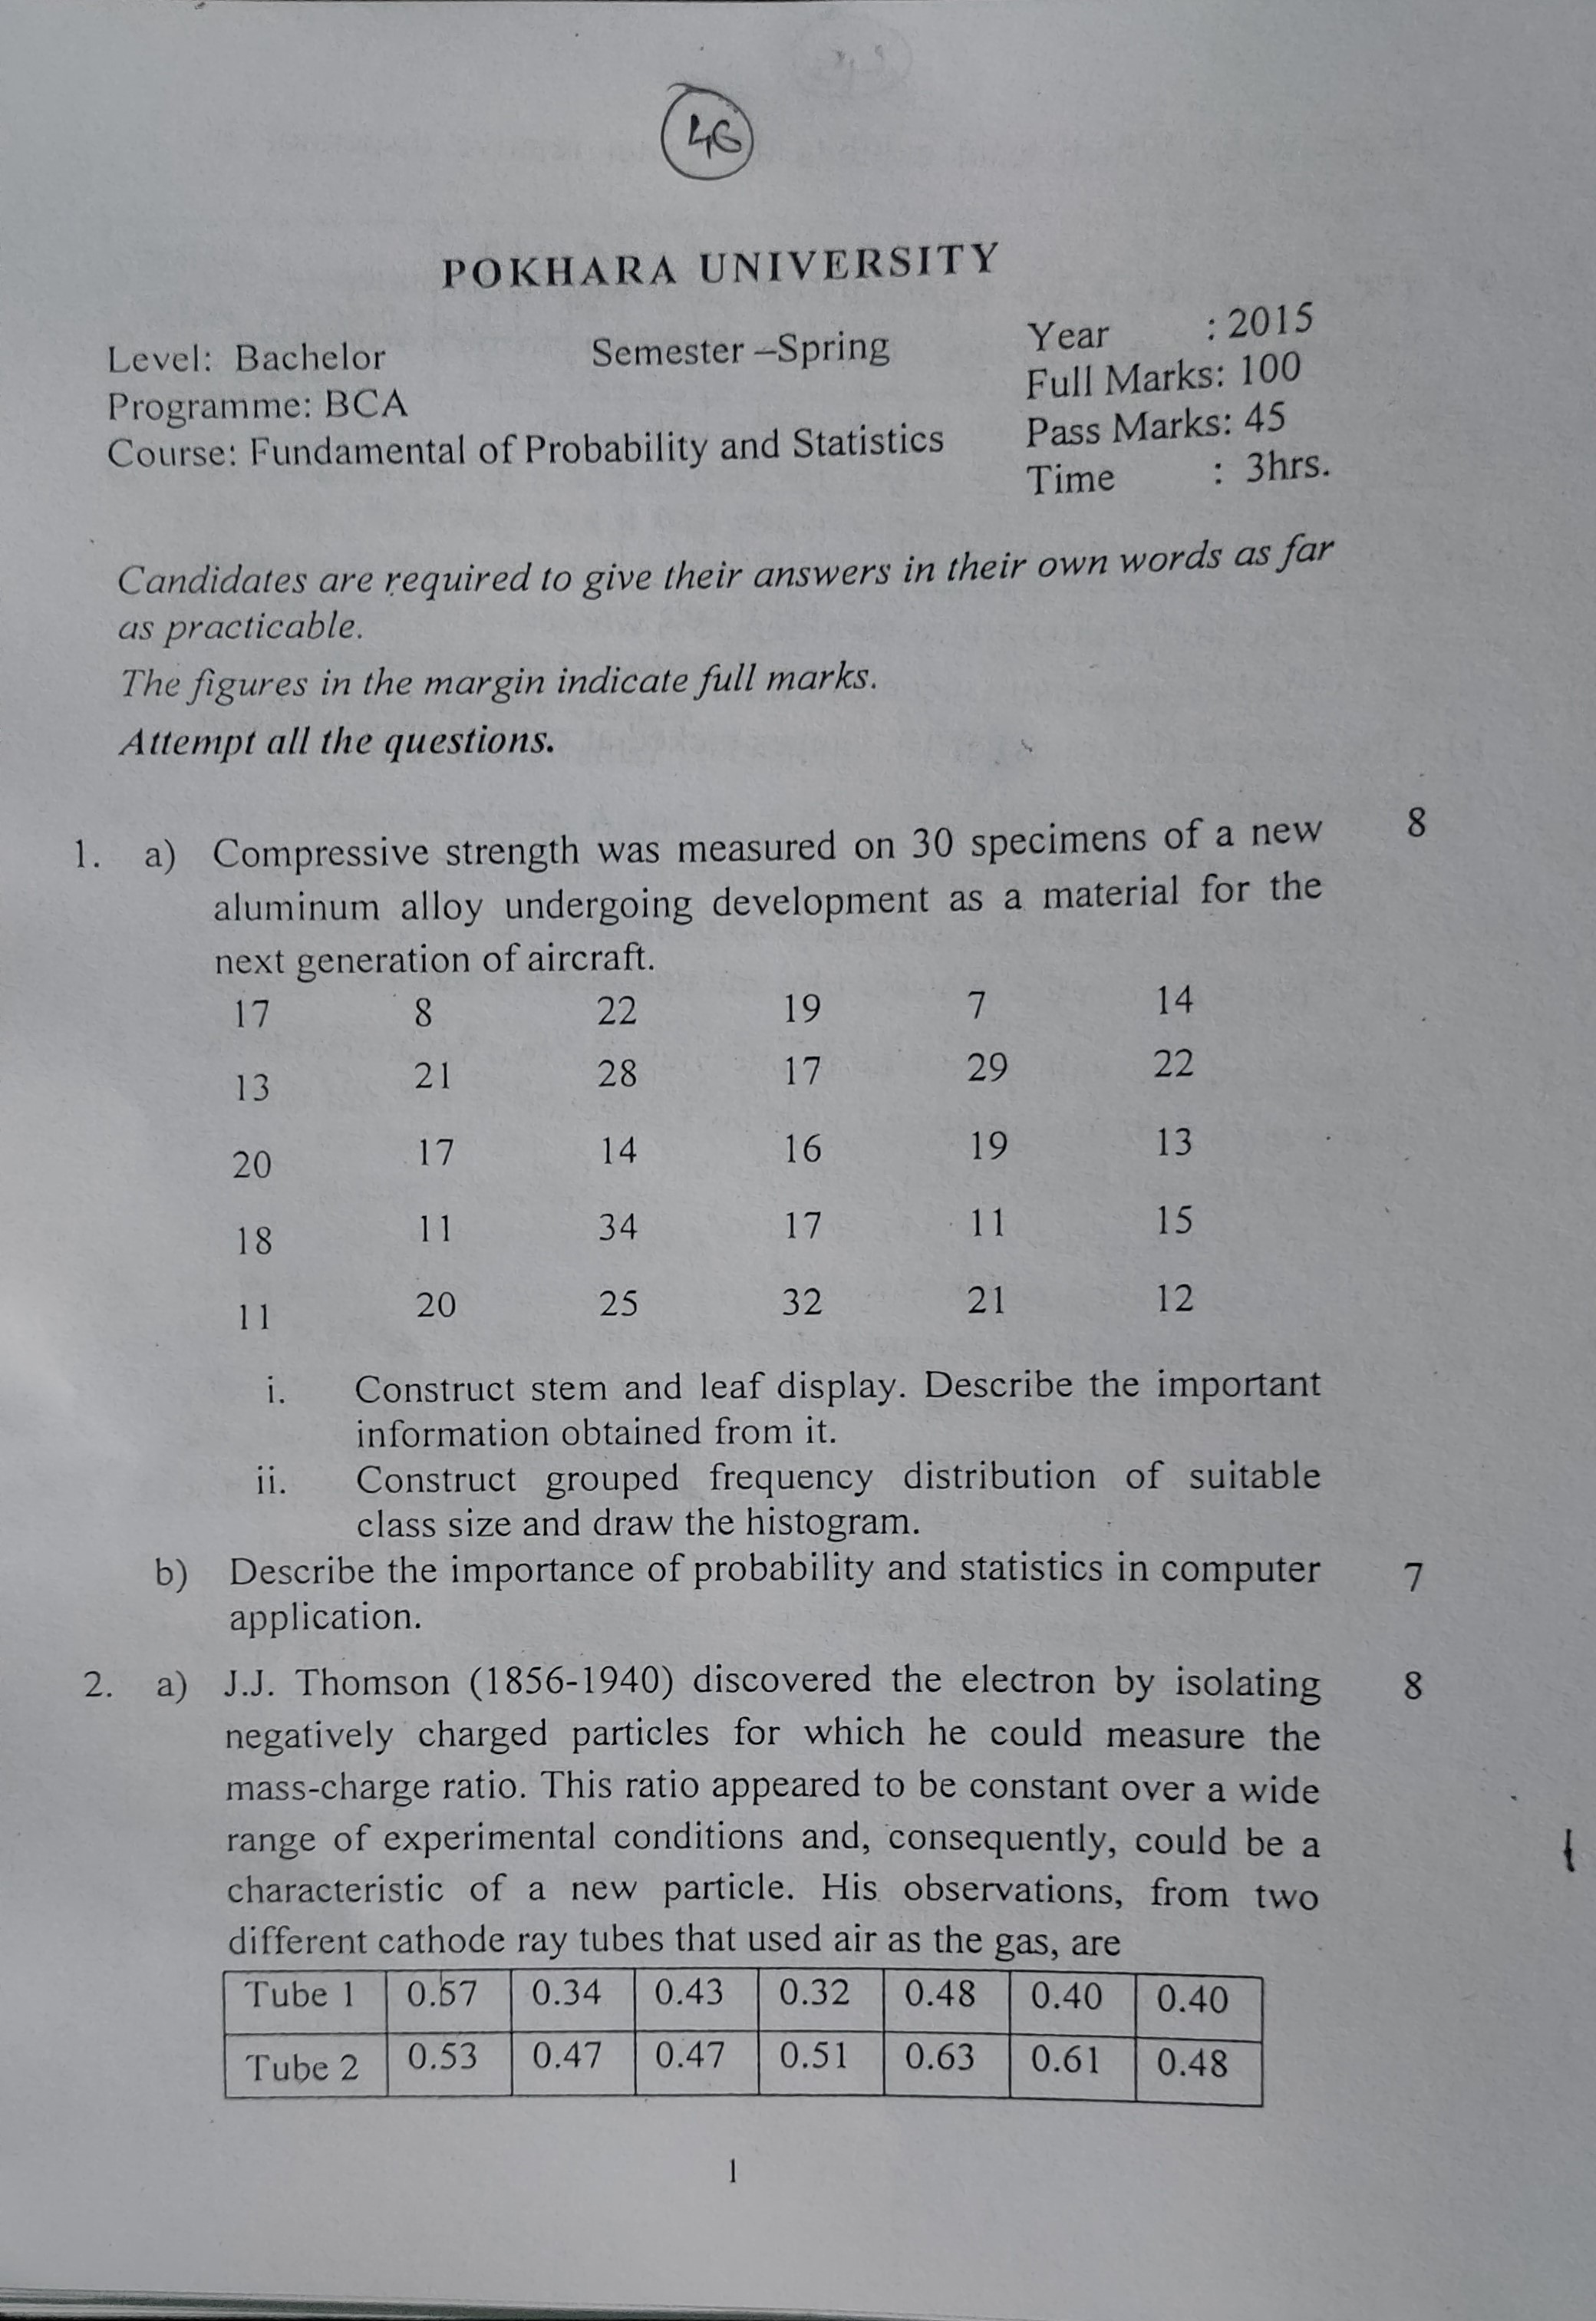 46
POKHARA UNIVERSITY
Level: Bachelor Semester –Spring Year : 2015
Programme: BCA Full Marks: 100
Course: Fundamental of Probability and Statistics Pass Marks: 45
Time : 3hrs.
Candidates are required to give their answers in their own words as far
as practicable.
The figures in the margin indicate full marks.
Attempt all the questions.
1. a) Compressive strength was measured on 30 specimens of a new 8
aluminum alloy undergoing development as a material for the
next generation of aircraft.
17 8 22 19 7 14
13 21 28 17 29 22
20 17 14 16 19 13
18 11 34 17 11 15
11 20 25 32 21 12
i. Construct stem and leaf display. Describe the important
information obtained from it.
ii. Construct grouped frequency distribution of suitable
class size and draw the histogram.
b) Describe the importance of probability and statistics in computer 7
application.
2. a) J.J. Thomson (1856-1940) discovered the electron by isolating 8
negatively charged particles for which he could measure the
mass-charge ratio. This ratio appeared to be constant over a wide
range of experimental conditions and, consequently, could be a
characteristic of a new particle. His observations, from two
different cathode ray tubes that used air as the gas, are
Tube 1 0.57 0.34 0.43 0.32 0.48 0.40 0.40
Tube 2 0.53 0.47 0.47 0.51 0.63 0.61 0.48
1